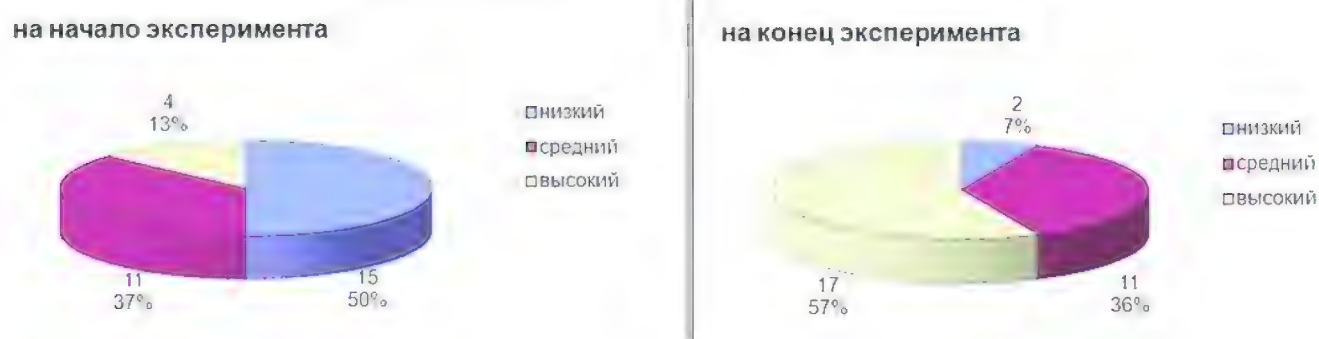 на начало эксперимента
4
13%
низкий
средний
высокий
11
37%
15
50%
на конец эксперимента
2
7%
низкий
средний
высокий
17
57%
11
36%